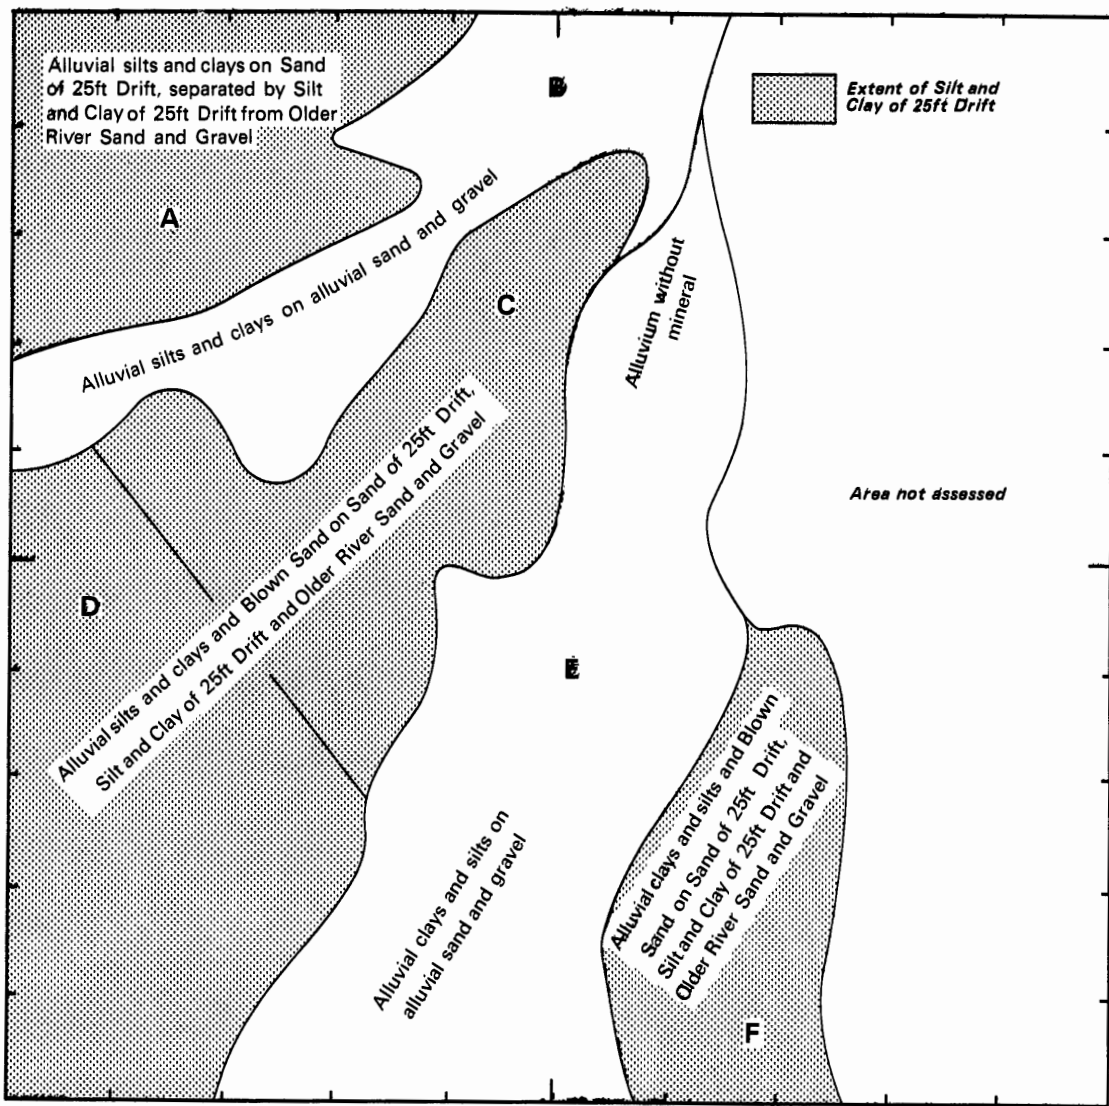 Alluvial silts and clays on Sand
of 25ft Drift, separated by Silt
and Clay of 25ft Drift from Older
River Sand and Gravel
B
Extent of Silt and
Clay of 25ft Drift
A
Alluvial silts and clays on alluvial sand and gravel
C
Alluvium without
mineral
Area not assessed
D
Alluvial silts and clays and Blown Sand on Sand of 25ft Drift,
Silt and Clay of 25ft Drift and Older River Sand and Gravel
E
Alluvial clays and silts on
alluvial sand and gravel
Alluvial clays and silts and Blown
Sand on Sand of 25ft Drift,
Silt and Clay of 25ft Drift and
Older River Sand and Gravel
F